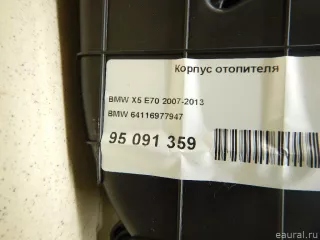 Корпус отопителя
BMW X5 E70 2007-2013
BMW 64116977947
95 091 359
eaural.ru